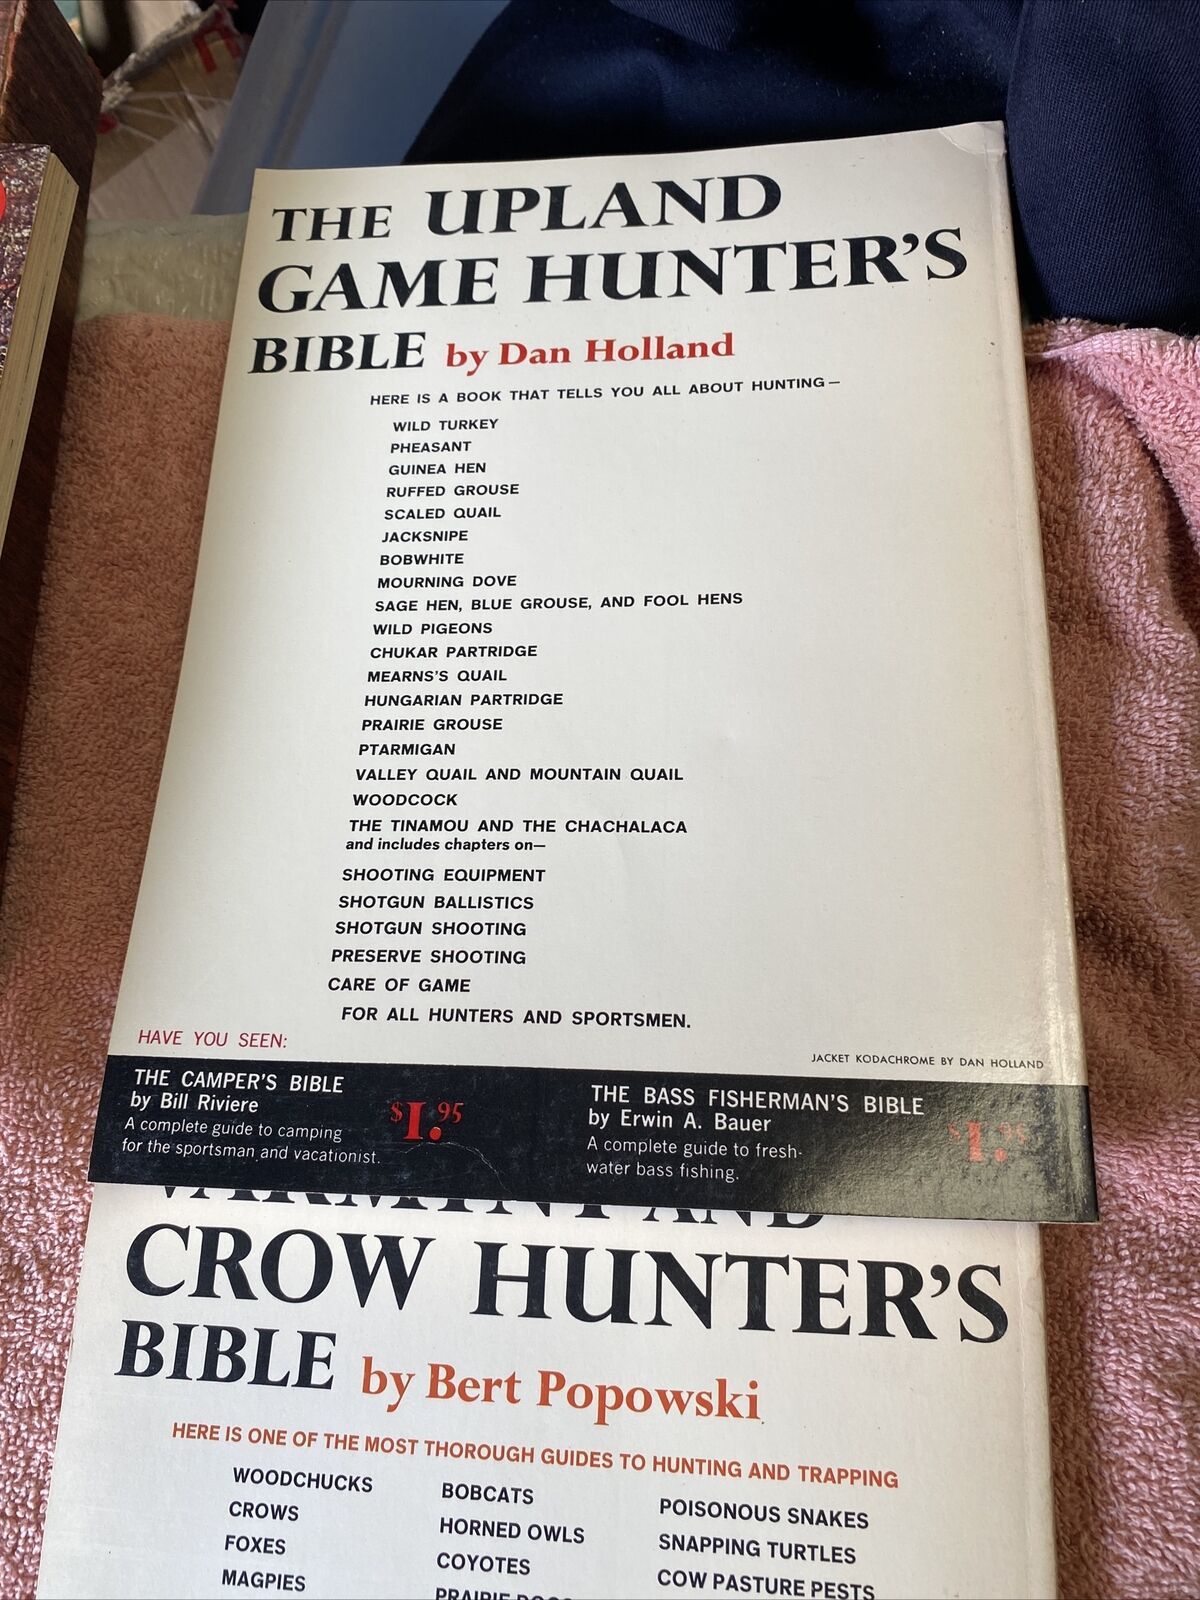 THE UPLAND
GAME HUNTER'S
BIBLE by Dan Holland
HERE IS A BOOK THAT TELLS YOU ALL ABOUT HUNTING—
WILD TURKEY
PHEASANT
GUINEA HEN
RUFFED GROUSE
SCALED QUAIL
JACKSNIPE
BOBWHITE
MOURNING DOVE
SAGE HEN, BLUE GROUSE, AND FOOL HENS
WILD PIGEONS
CHUKAR PARTRIDGE
MEARNS'S QUAIL
HUNGARIAN PARTRIDGE
PRAIRIE GROUSE
PTARMIGAN
VALLEY QUAIL AND MOUNTAIN QUAIL
WOODCOCK
THE TINAMOU AND THE CHACHALACA
and includes chapters on—
SHOOTING EQUIPMENT
SHOTGUN BALLISTICS
SHOTGUN SHOOTING
PRESERVE SHOOTING
CARE OF GAME
FOR ALL HUNTERS AND SPORTSMEN.
HAVE YOU SEEN:
JACKET KODACHROME BY DAN HOLLAND
THE CAMPER'S BIBLE
by Bill Riviere
$1.95
A complete guide to camping
for the sportsman and vacationist.
THE BASS FISHERMAN'S BIBLE
by Erwin A. Bauer
$1.95
A complete guide to fresh-
water bass fishing.
VARMINT AND
CROW HUNTER'S
BIBLE by Bert Popowski
HERE IS ONE OF THE MOST THOROUGH GUIDES TO HUNTING AND TRAPPING
WOODCHUCKS
CROWS
FOXES
MAGPIES
BOBCATS
HORNED OWLS
COYOTES
PRAIRIE DOGS
POISONOUS SNAKES
SNAPPING TURTLES
COW PASTURE PESTS